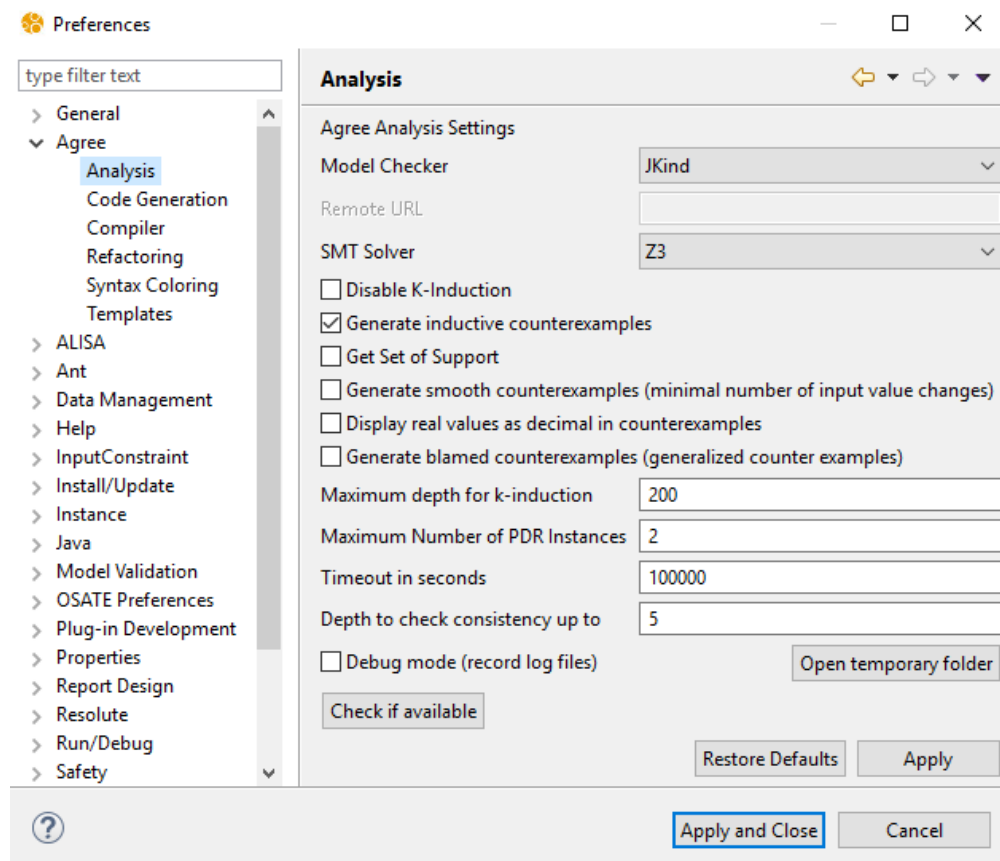 Preferences
type filter text
General
Agree
Analysis
Code Generation
Compiler
Refactoring
Syntax Coloring
Templates
ALISA
Ant
Data Management
Help
InputConstraint
Install/Update
Instance
Java
Model Validation
OSATE Preferences
Plug-in Development
Properties
Report Design
Resolute
Run/Debug
Safety
Analysis
Agree Analysis Settings
Model Checker JKind
Remote URL
SMT Solver Z3
Disable K-Induction
Generate inductive counterexamples
Get Set of Support
Generate smooth counterexamples (minimal number of input value changes)
Display real values as decimal in counterexamples
Generate blamed counterexamples (generalized counter examples)
Maximum depth for k-induction 200
Maximum Number of PDR Instances 2
Timeout in seconds 100000
Depth to check consistency up to 5
Debug mode (record log files) Open temporary folder
Check if available
Restore Defaults Apply
? Apply and Close Cancel